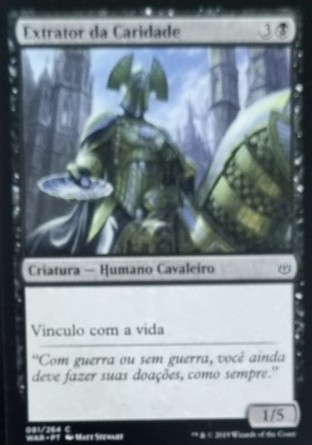 Extrator da Caridade 3
Criatura — Humano Cavaleiro
Vínculo com a vida
"Com guerra ou sem guerra, você ainda
deve fazer suas doações, como sempre."
1/5
081/264 C
WAR • PT Matt Stewart
™ & © 2019 Wizards of the Coast